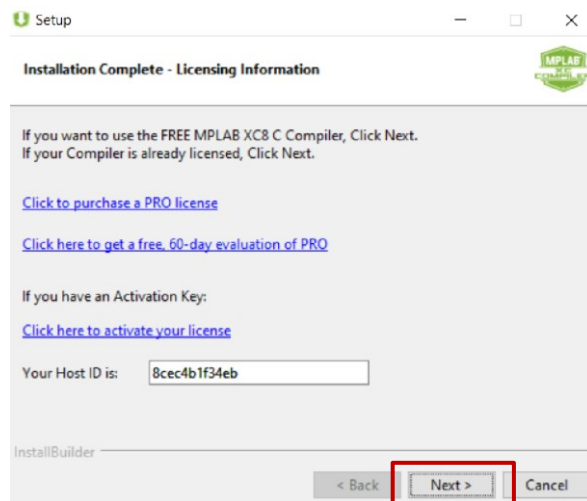 Setup
Installation Complete - Licensing Information
MPLAB
XC
COMPILER
If you want to use the FREE MPLAB XC8 C Compiler, Click Next.
If your Compiler is already licensed, Click Next.
Click to purchase a PRO license
Click here to get a free, 60-day evaluation of PRO
If you have an Activation Key:
Click here to activate your license
Your Host ID is: 8cec4b1f34eb
InstallBuilder
< Back Next > Cancel